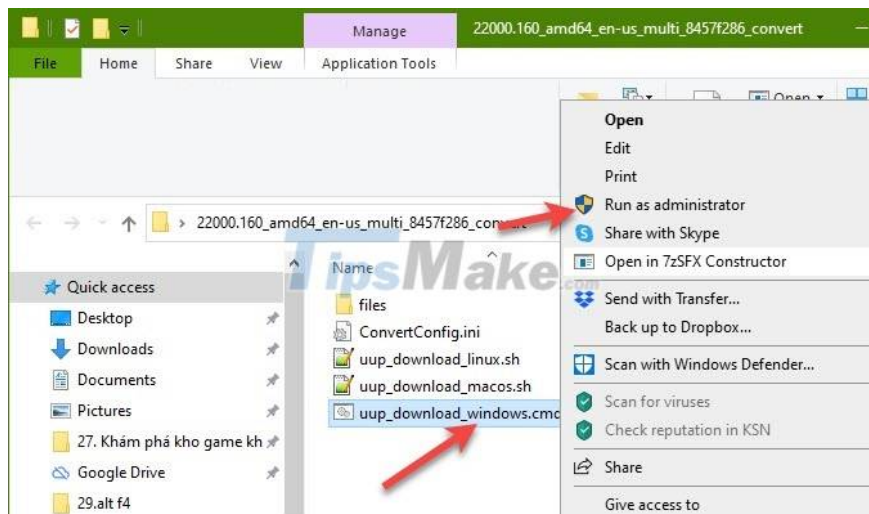 Manage
22000.160_amd64_en-us_multi_8457f286_convert
File
Home
Share
View
Application Tools
Open
22000.160_amd64_en-us_multi_8457f286_convert
Quick access
Desktop
Downloads
Documents
Pictures
27. Khám phá kho game kh
Google Drive
29.alt f4
TipsMake.com
Name
files
ConvertConfig.ini
uup_download_linux.sh
uup_download_macos.sh
uup_download_windows.cmd
Open
Edit
Print
Run as administrator
Share with Skype
Open in 7zSFX Constructor
Send with Transfer...
Back up to Dropbox...
Scan with Windows Defender...
Scan for viruses
Check reputation in KSN
Share
Give access to